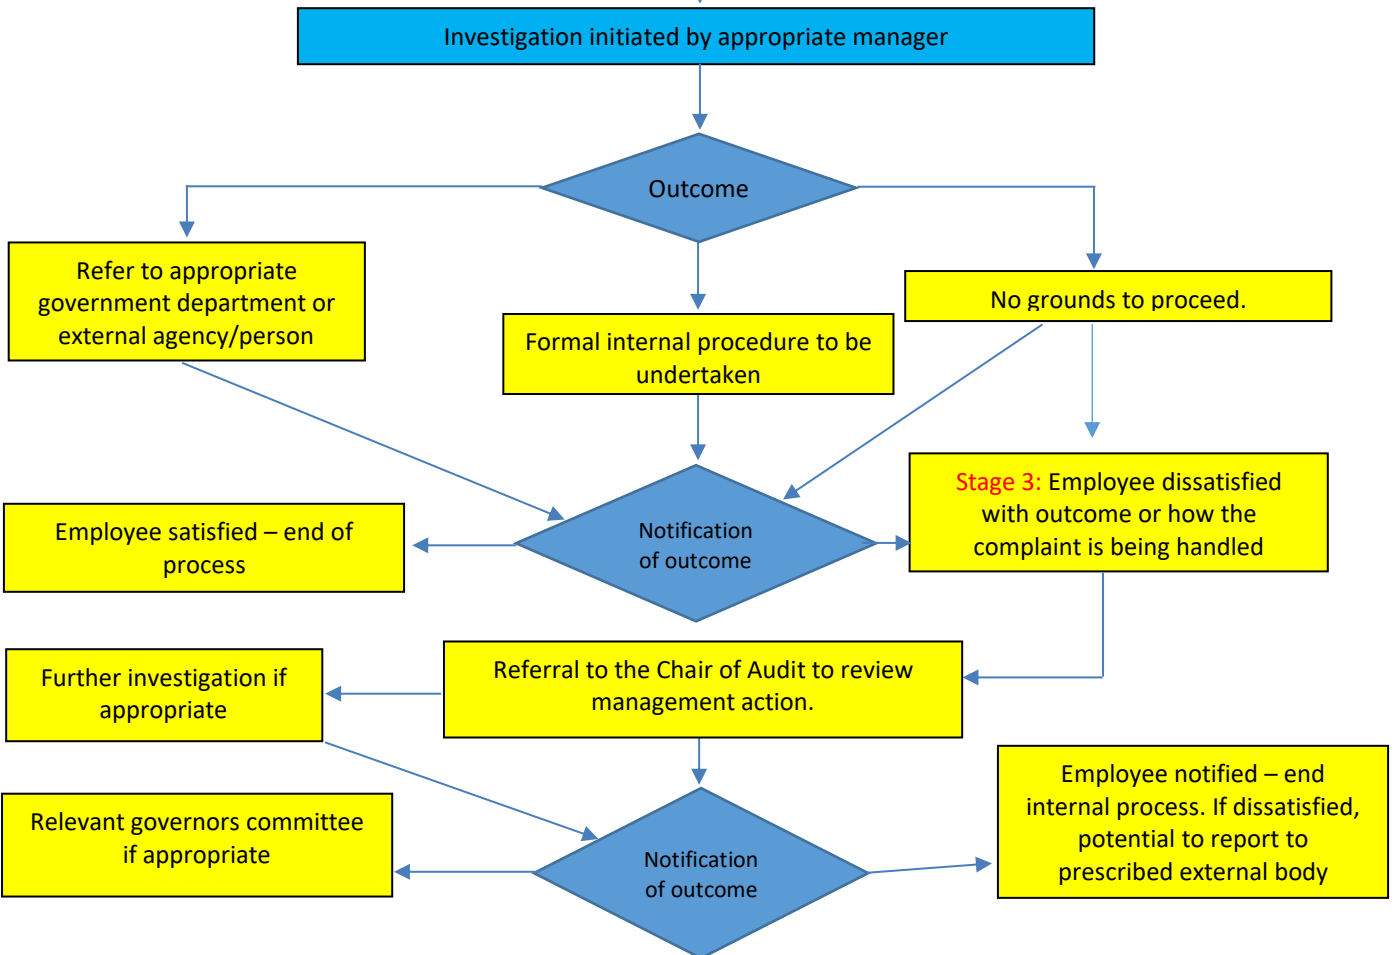 Investigation initiated by appropriate manager
Outcome
Refer to appropriate
government department or
external agency/person
No grounds to proceed.
Formal internal procedure to be
undertaken
Stage 3: Employee dissatisfied
with outcome or how the
complaint is being handled
Employee satisfied – end of
process
Notification
of outcome
Referral to the Chair of Audit to review
management action.
Further investigation if
appropriate
Employee notified – end
internal process. If dissatisfied,
potential to report to
prescribed external body
Relevant governors committee
if appropriate
Notification
of outcome